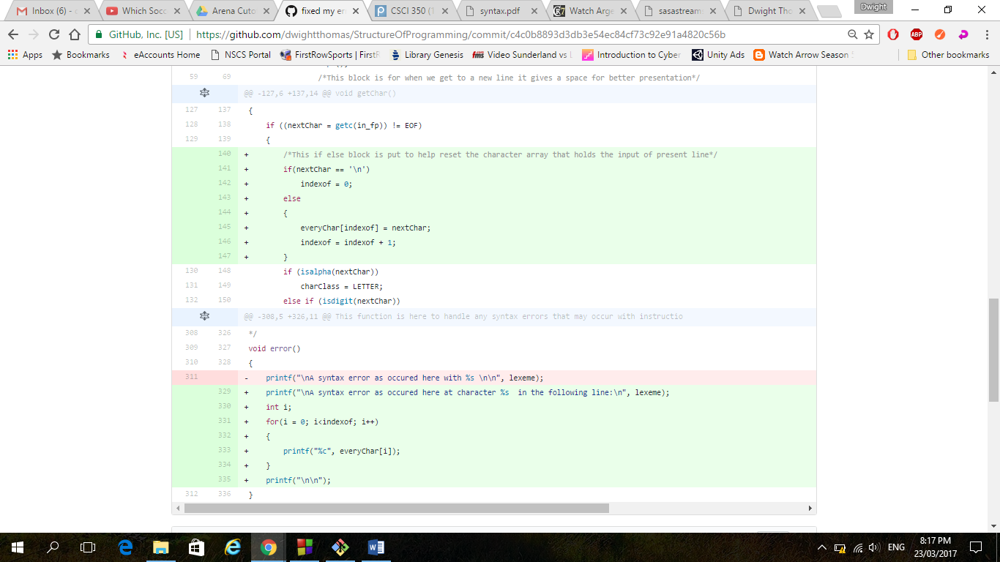 Dwight
Inbox (6) -
Which Socc
Arena Cuto
fixed my er
CSCI 350 (1
syntax.pdf
Watch Arge
sasastream
Dwight Tho
GitHub, Inc. [US]
https://github.com/dwightthomas/StructureOfProgramming/commit/c4c0b8893d3db3e54ec84cf73c92e91a4820c56b
Apps
Bookmarks
eAccounts Home
NSCS Portal
FirstRowSports | FirstR
Library Genesis
Video Sunderland vs
Introduction to Cyber
Unity Ads
Watch Arrow Season
Other bookmarks
59 69 /*This block is for when we get to a new line it gives a space for better presentation*/
@@ -127,6 +137,14 @@ void getChar()
127 137 {
128 138 if ((nextChar = getc(in_fp)) != EOF)
129 139 {
140 + /*This if else block is put to help reset the character array that holds the input of present line*/
141 + if(nextChar == '\n')
142 + indexof = 0;
143 + else
144 + {
145 + everyChar[indexof] = nextChar;
146 + indexof = indexof + 1;
147 + }
130 148 if (isalpha(nextChar))
131 149 charClass = LETTER;
132 150 else if (isdigit(nextChar))
@@ -308,5 +326,11 @@ This function is here to handle any syntax errors that may occur with instructio
308 326 */
309 327 void error()
310 328 {
311 - printf("\nA syntax error as occured here with %s \n\n", lexeme);
329 + printf("\nA syntax error as occured here at character %s  in the following line:\n", lexeme);
330 + int i;
331 + for(i = 0; i<indexof; i++)
332 + {
333 + printf("%c", everyChar[i]);
334 + }
335 + printf("\n\n");
312 336 }
ENG
8:17 PM
23/03/2017